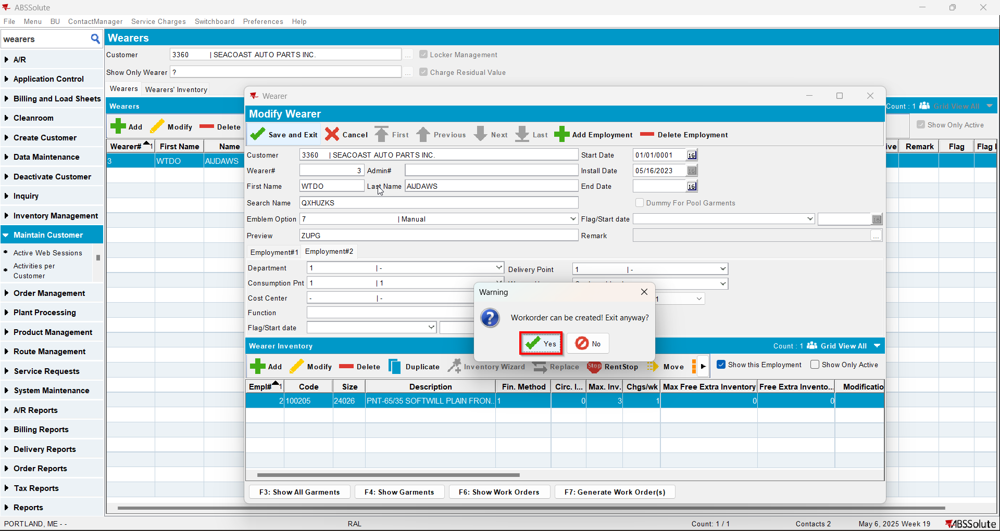 ABSSolute
File Menu BU ContactManager Service Charges Switchboard Preferences Help
wearers
Wearers
Customer 3360 | SEACOAST AUTO PARTS INC. ... Locker Management
Show Only Wearer ? ... Charge Residual Value
Wearers Wearers' Inventory
Wearers
Count : 1 Grid View All
Add Modify Delete
Show Only Active
Wearer# 1 First Name Name
ive Remark Flag Flag
3 WTDO AIJDAWS
A/R
Application Control
Billing and Load Sheets
Cleanroom
Create Customer
Data Maintenance
Deactivate Customer
Inquiry
Inventory Management
Maintain Customer
Active Web Sessions
Activities per
Customer
Order Management
Plant Processing
Product Management
Route Management
Service Requests
System Maintenance
A/R Reports
Billing Reports
Delivery Reports
Order Reports
Tax Reports
Reports
Wearer
Modify Wearer
Save and Exit Cancel First Previous Next Last Add Employment Delete Employment
Customer 3360 | SEACOAST AUTO PARTS INC. Start Date 01/01/0001 16
Wearer# 3 Admin# Install Date 05/16/2023 16
First Name WTDO Last Name AIJDAWS End Date 16
Search Name QXHUZKS Dummy For Pool Garments
Emblem Option 7 | Manual Flag/Start date 16
Preview ZUPG Remark ...
Employment#1 Employment#2
Department 1 | - Delivery Point 1 | -
Consumption Pnt 1 | 1
Cost Center - | - 1
Function
Flag/Start date
Warning
Workorder can be created! Exit anyway?
Yes No
Wearer Inventory Count : 1 Grid View All
Add Modify Delete Duplicate Inventory Wizard Replace Stop RentStop Move Show this Employment Show Only Active
Empl# 1 Code Size Description Fin. Method Circ. I... Max. Inv. Chgs/wk Max Free Extra Inventory Free Extra Invento... Modificatio
2 100205 24026 PNT-65/35 SOFTWILL PLAIN FRON... 1 0 3 1 0 0
F3: Show All Garments F4: Show Garments F6: Show Work Orders F7: Generate Work Order(s)
PORTLAND, ME - - RAL Count: 1 / 1 Contacts 2 May 6, 2025 Week 19 ABSSolute